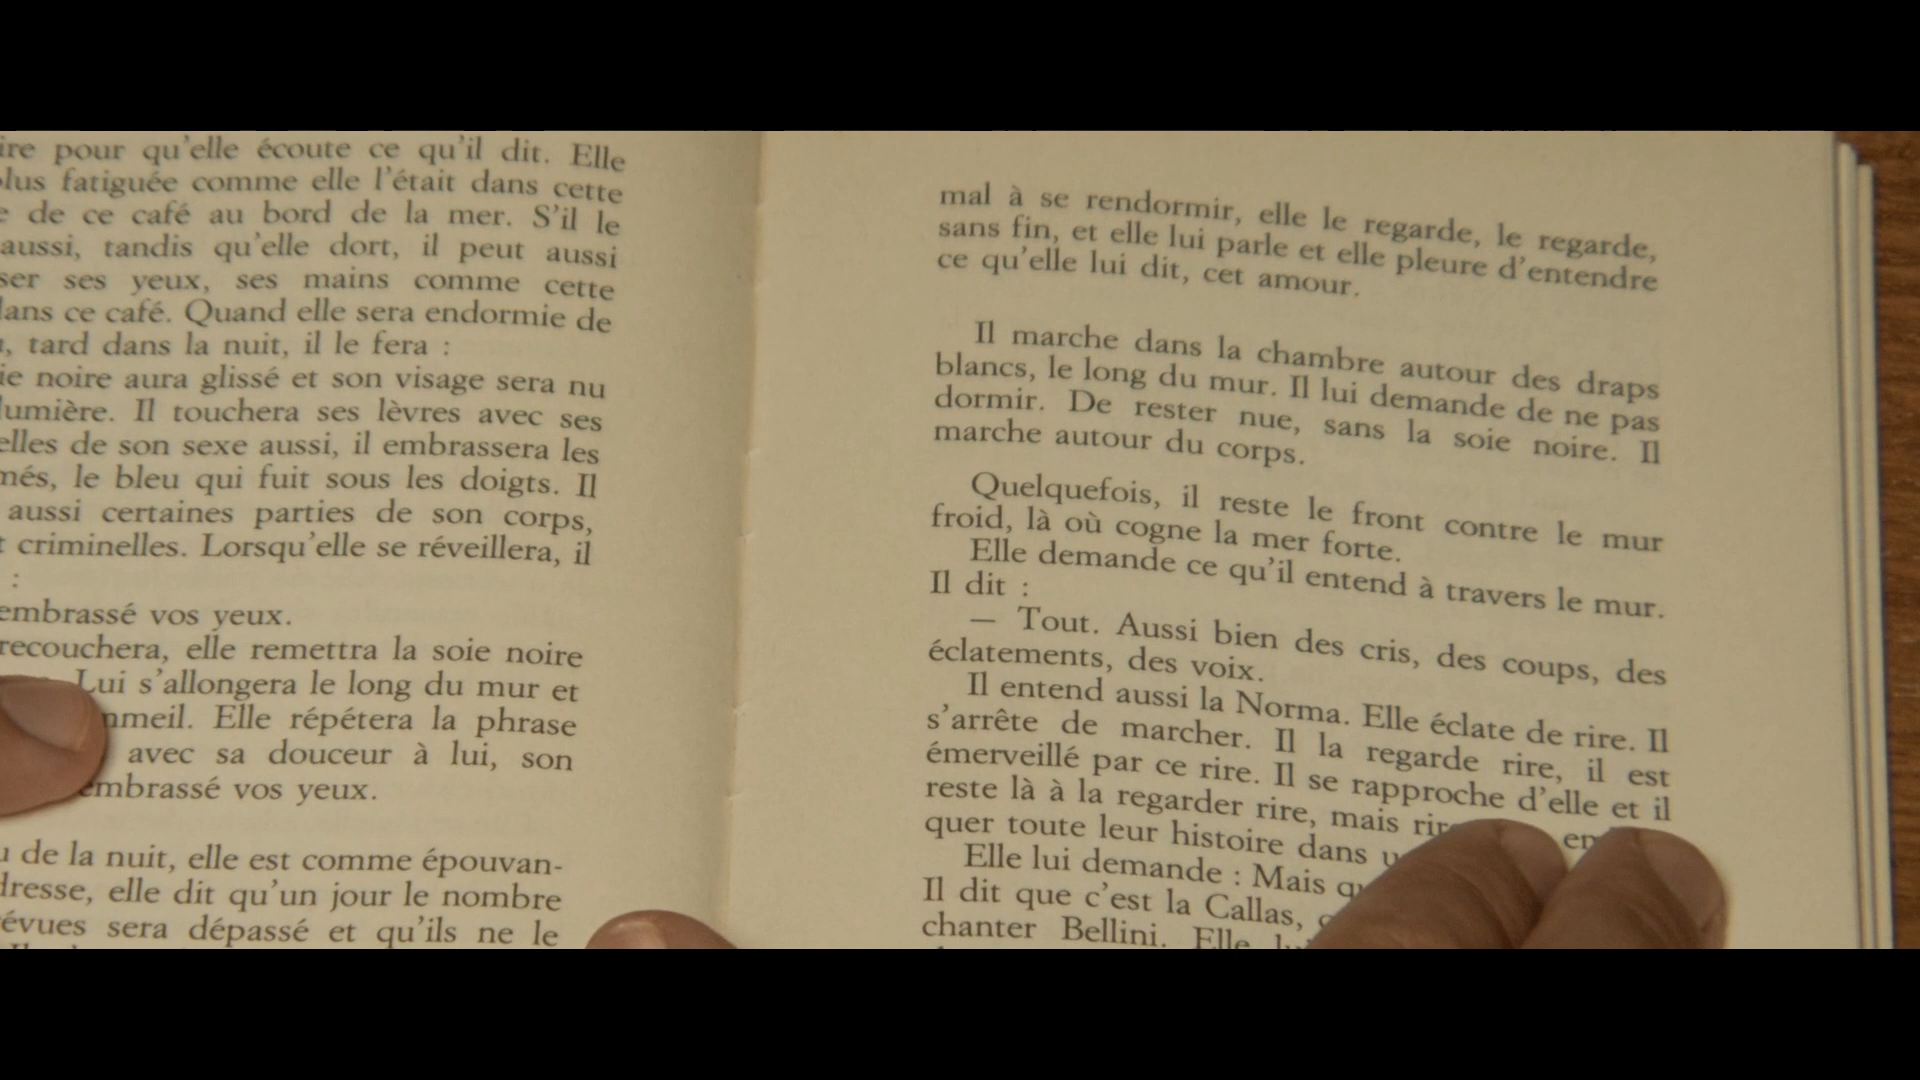 pour qu'elle écoute ce qu'il dit. Elle
plus fatiguée comme elle l'était dans cette
de ce café au bord de la mer. S'il le
aussi, tandis qu'elle dort, il peut aussi
ser ses yeux, ses mains comme cette
dans ce café. Quand elle sera endormie de
, tard dans la nuit, il le fera :
ie noire aura glissé et son visage sera nu
lumière. Il touchera ses lèvres avec ses
elles de son sexe aussi, il embrassera les
més, le bleu qui fuit sous les doigts. Il
aussi certaines parties de son corps,
t criminelles. Lorsqu'elle se réveillera, il
:
embrassé vos yeux.
recouchera, elle remettra la soie noire
Lui s'allongera le long du mur et
mmeil. Elle répétera la phrase
avec sa douceur à lui, son
embrassé vos yeux.
de la nuit, elle est comme épouvan-
dresse, elle dit qu'un jour le nombre
évues sera dépassé et qu'ils ne le
mal à se rendormir, elle le regarde, le regarde,
sans fin, et elle lui parle et elle pleure d'entendre
ce qu'elle lui dit, cet amour.
Il marche dans la chambre autour des draps
blancs, le long du mur. Il lui demande de ne pas
dormir. De rester nue, sans la soie noire. Il
marche autour du corps.
Quelquefois, il reste le front contre le mur
froid, là où cogne la mer forte.
Elle demande ce qu'il entend à travers le mur.
Il dit :
— Tout. Aussi bien des cris, des coups, des
éclatements, des voix.
Il entend aussi la Norma. Elle éclate de rire. Il
s'arrête de marcher. Il la regarde rire, il est
émerveillé par ce rire. Il se rapproche d'elle et il
reste là à la regarder rire, mais rir en
quer toute leur histoire dans u
Elle lui demande : Mais qu
Il dit que c'est la Callas,
chanter Bellini. Elle lu